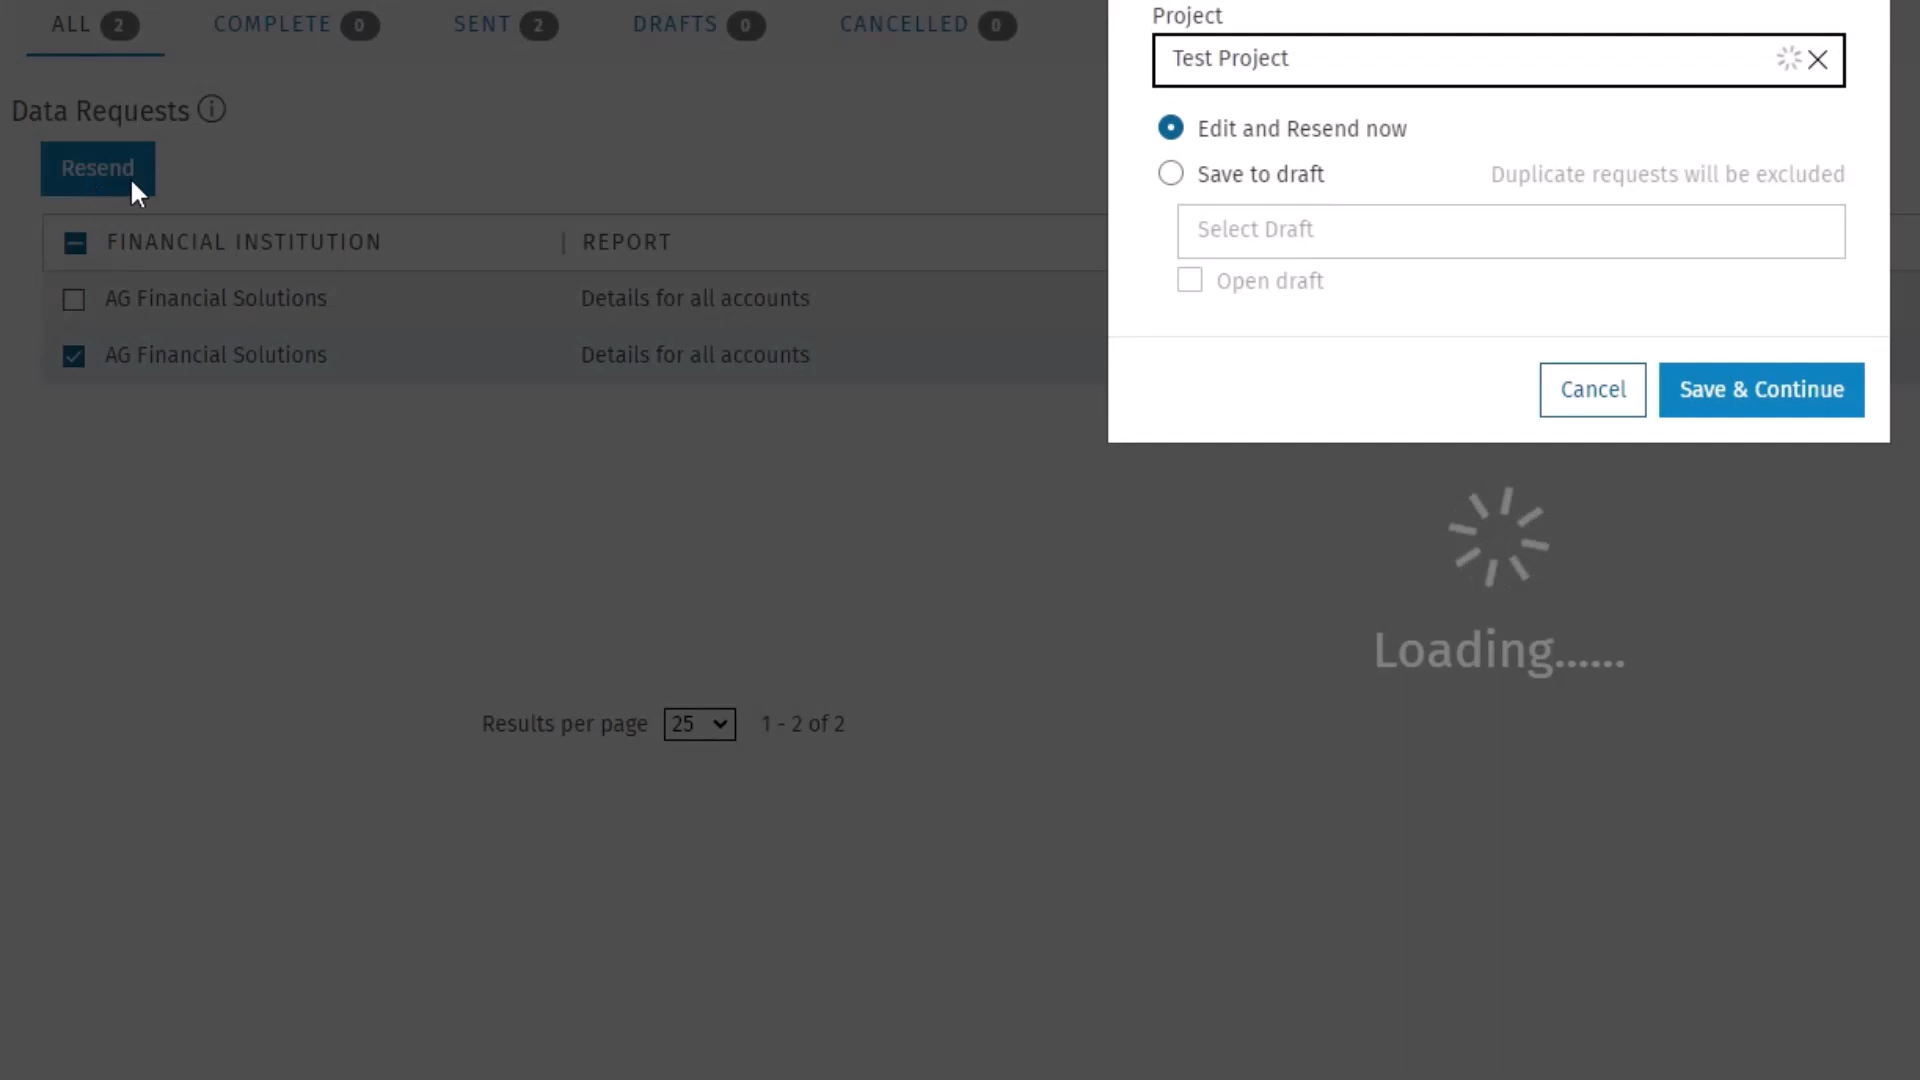 ALL 2 COMPLETE 0 SENT 2 DRAFTS 0 CANCELLED 0
Data Requests
Resend
FINANCIAL INSTITUTION | REPORT
AG Financial Solutions Details for all accounts
AG Financial Solutions Details for all accounts
Results per page 25 1 - 2 of 2
Project
Test Project
Edit and Resend now
Save to draft Duplicate requests will be excluded
Select Draft
Open draft
Cancel Save & Continue
Loading......